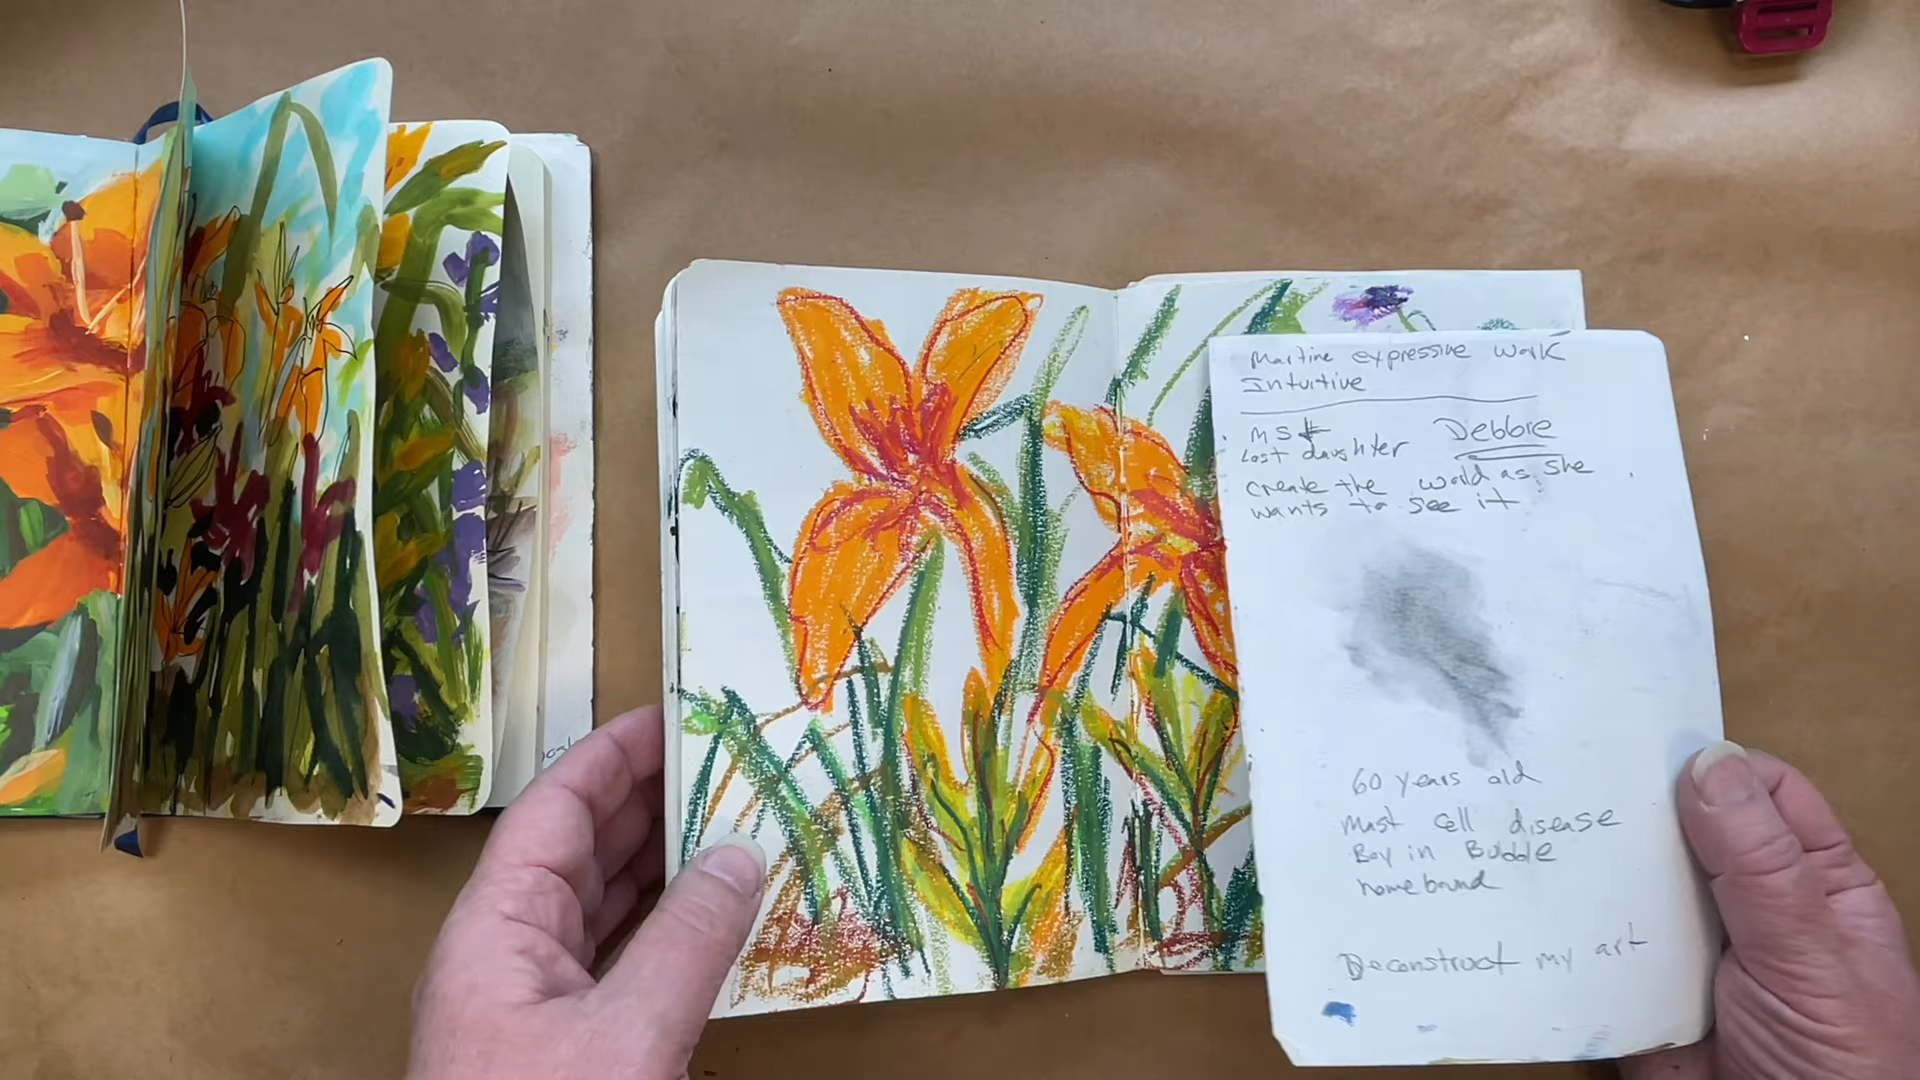 Martine expressive work
Intuitive
MS
Debbie
Lost daughter
create the world as she
wants to see it
60 years old
mast cell disease
Boy in Bubble
homebound
Deconstruct my art